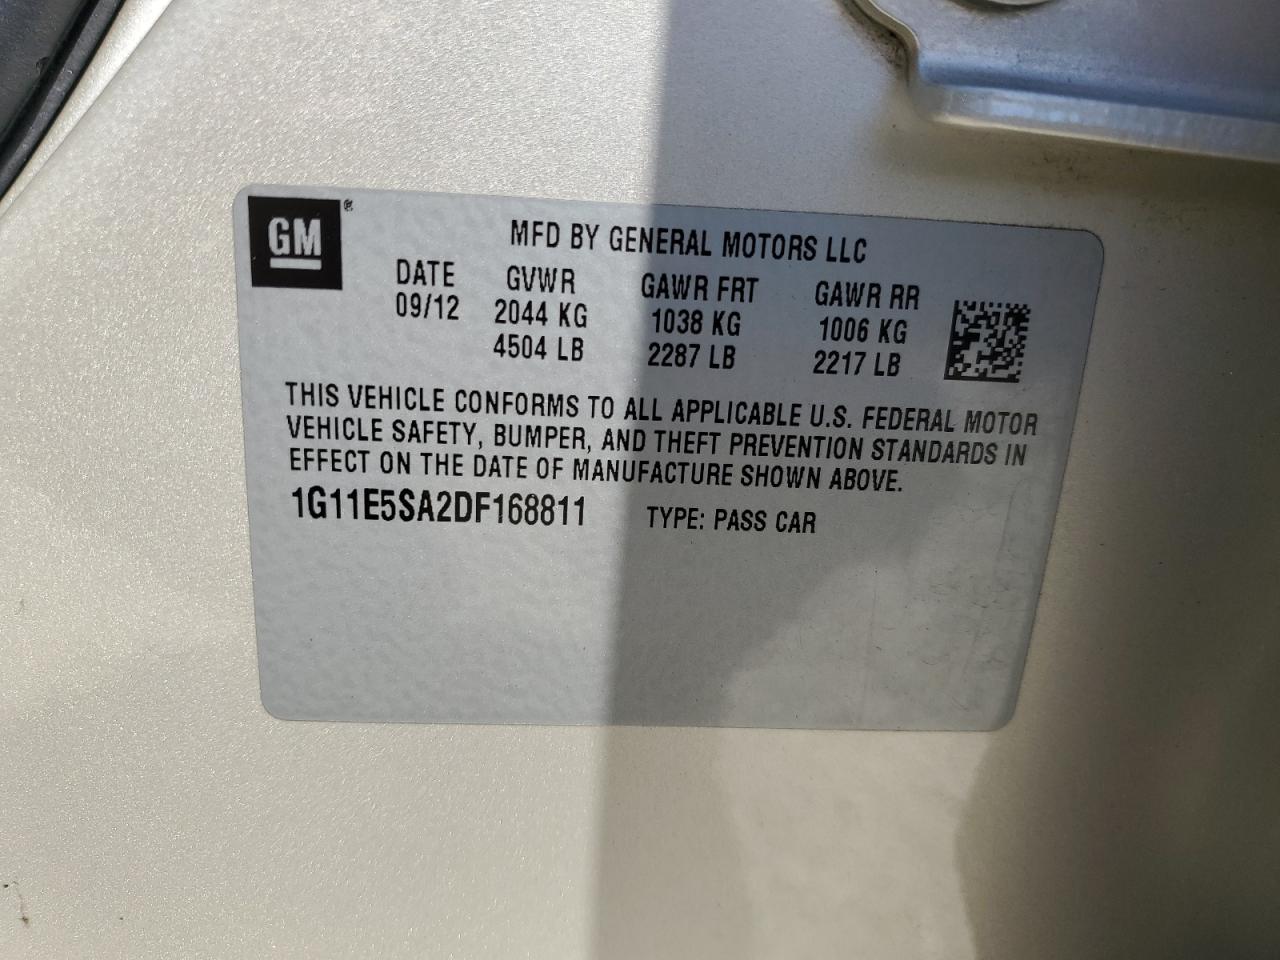 GM®
MFD BY GENERAL MOTORS LLC
DATE GVWR GAWR FRT GAWR RR
09/12 2044 KG 1038 KG 1006 KG
4504 LB 2287 LB 2217 LB
THIS VEHICLE CONFORMS TO ALL APPLICABLE U.S. FEDERAL MOTOR
VEHICLE SAFETY, BUMPER, AND THEFT PREVENTION STANDARDS IN
EFFECT ON THE DATE OF MANUFACTURE SHOWN ABOVE.
1G11E5SA2DF168811 TYPE: PASS CAR